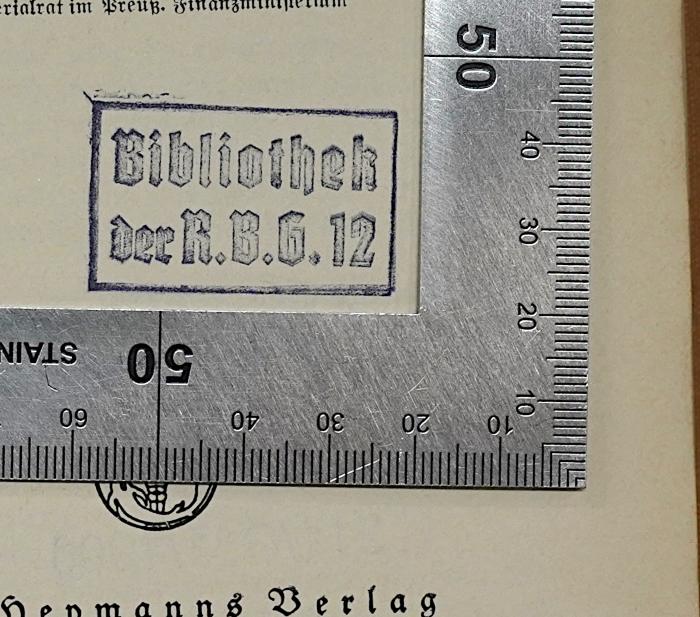 erialrat im Preuß. Finanzministerium
Bibliothek
der R.B.G. 12
50
40
30
20
10
STAIN
50
60
40
30
20
10
Heymanns Verlag